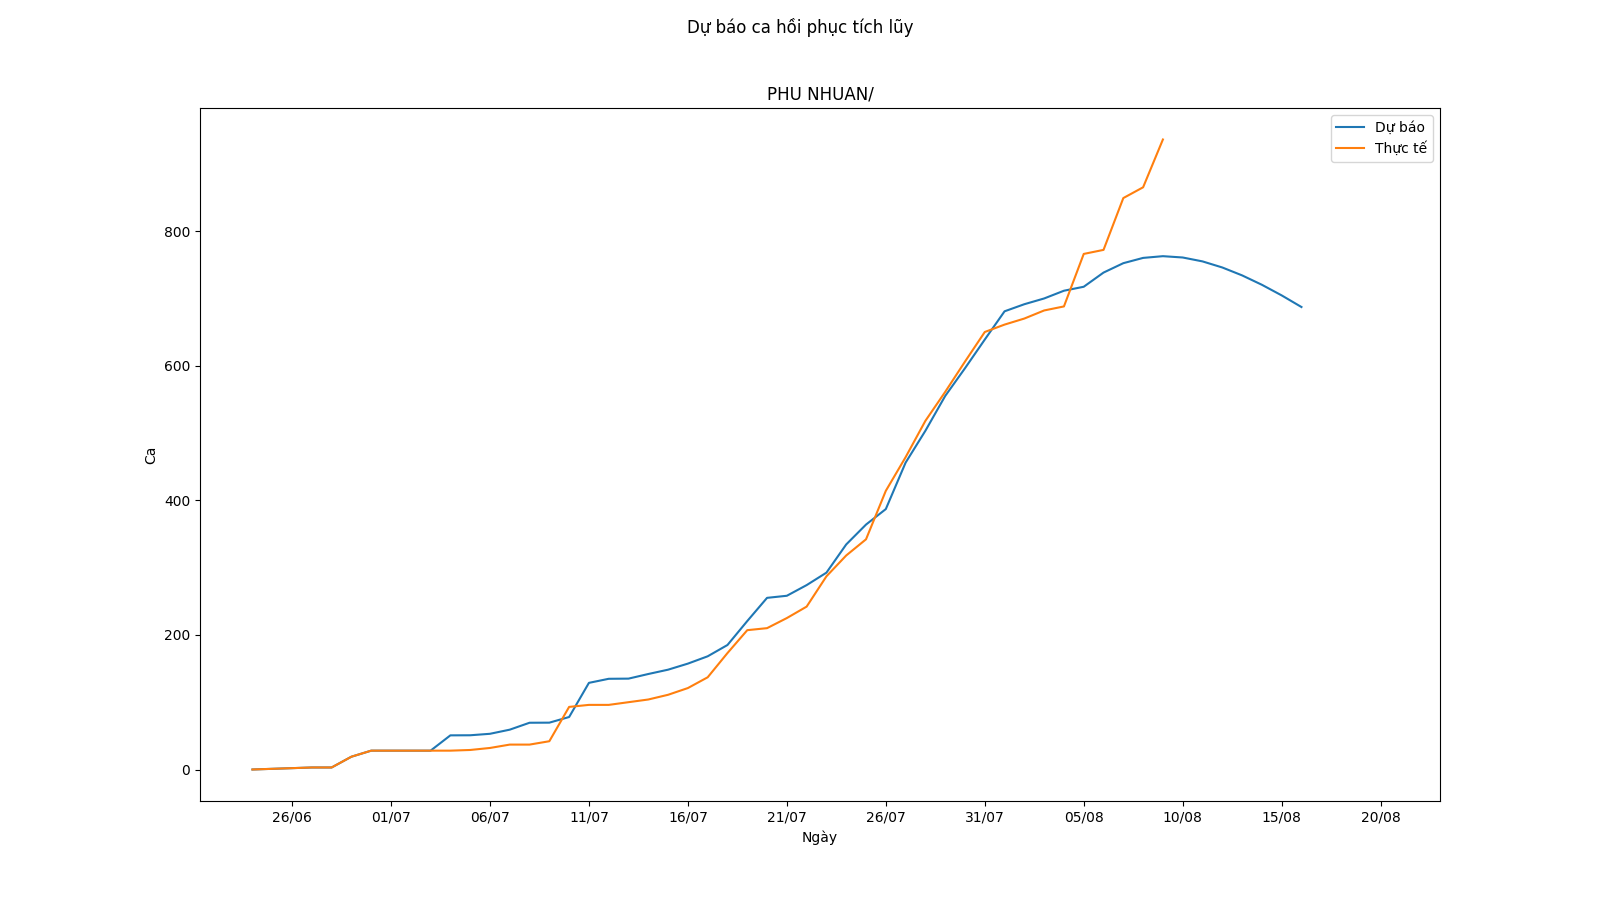 Dự báo ca hồi phục tích lũy
PHU NHUAN/
Dự báo
Thực tế
800
600
400
200
0
Ca
26/06 01/07 06/07 11/07 16/07 21/07 26/07 31/07 05/08 10/08 15/08 20/08
Ngày